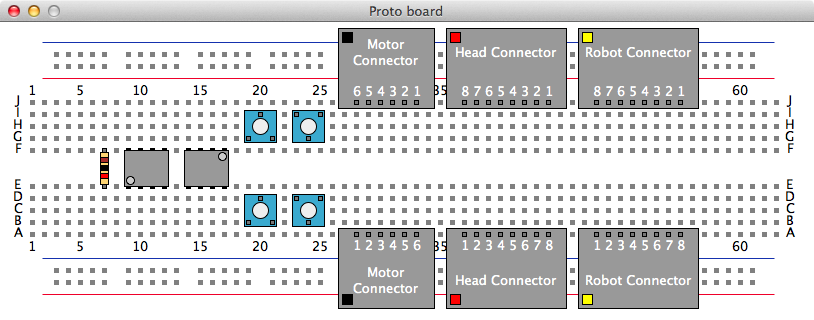 Proto board
Motor
Connector
Head Connector
Robot Connector
1 5 10 15 20 25 35 60
6 5 4 3 2 1
8 7 6 5 4 3 2 1
8 7 6 5 4 3 2 1
J J
I I
H H
G G
F F
E E
D D
C C
B B
A A
1 5 10 15 20 25 35 60
1 2 3 4 5 6
1 2 3 4 5 6 7 8
1 2 3 4 5 6 7 8
Motor
Connector
Head Connector
Robot Connector